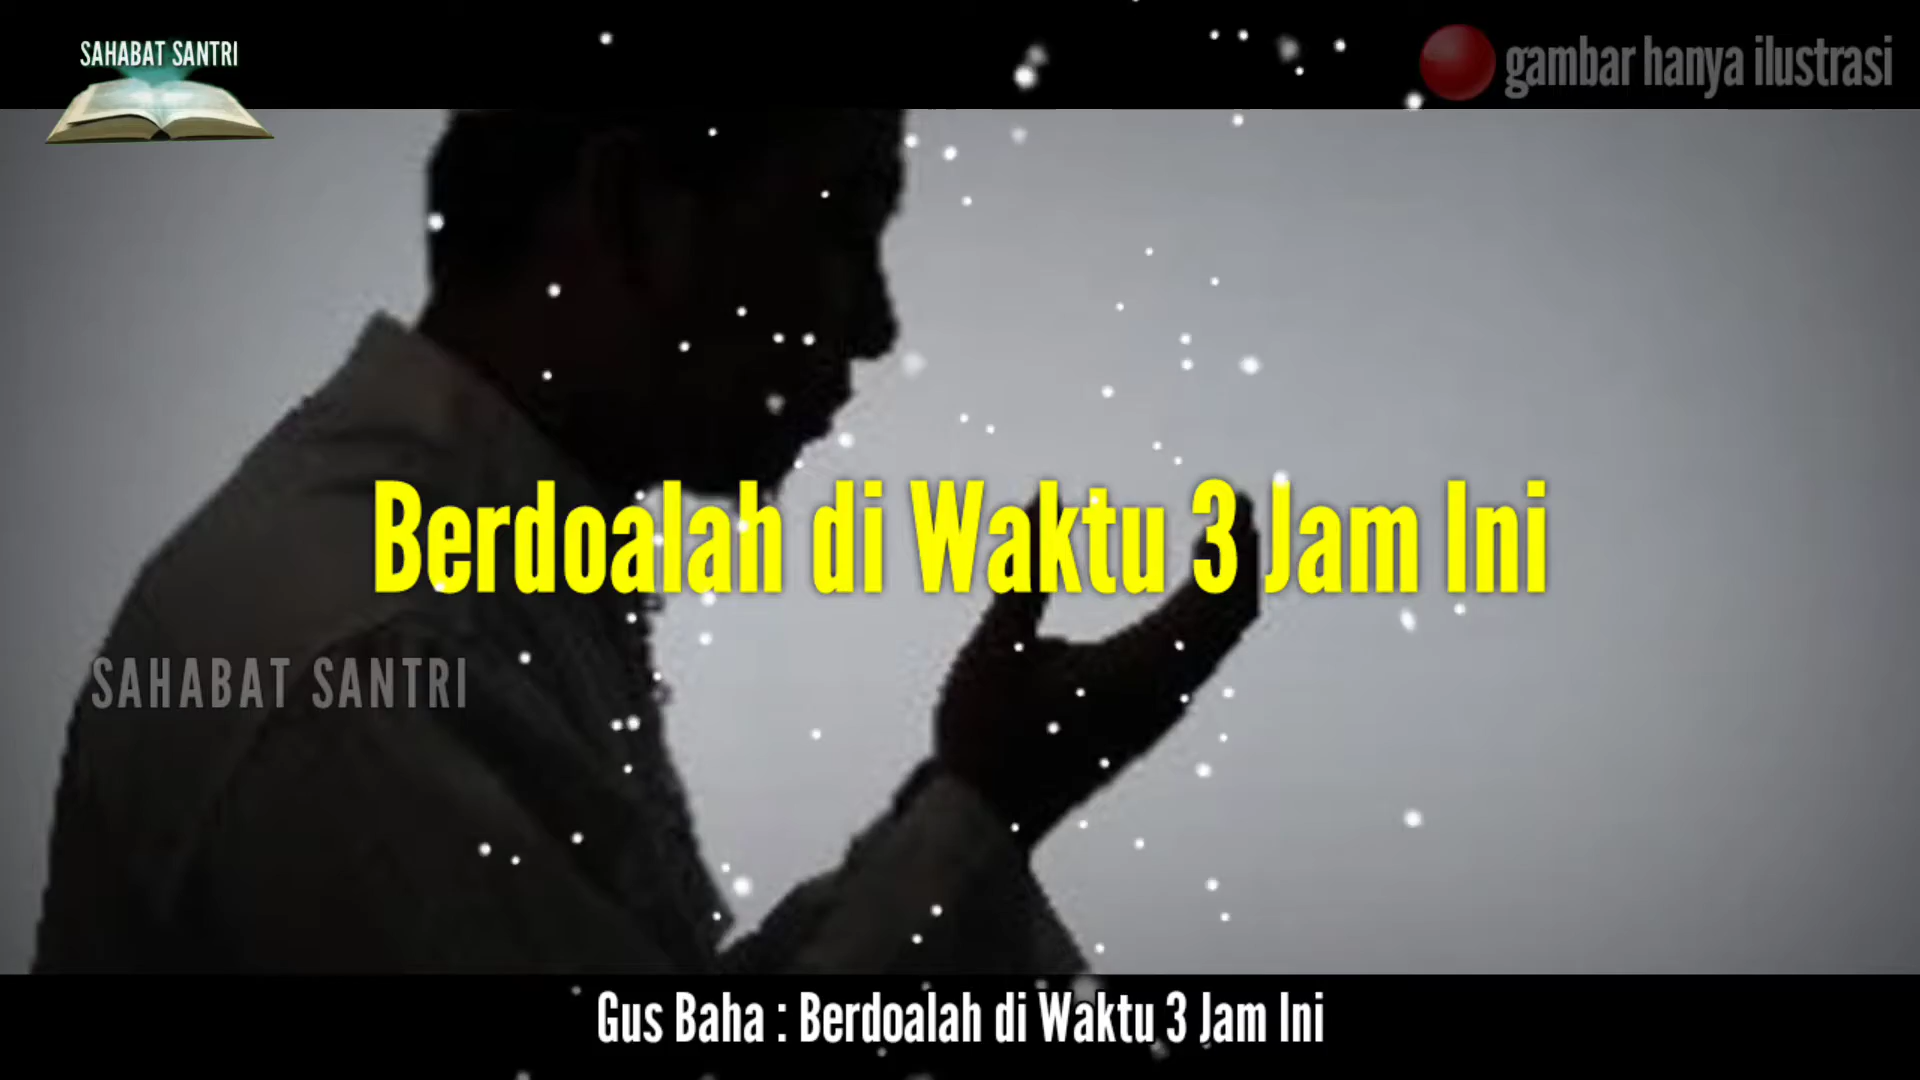 SAHABAT SANTRI
gambar hanya ilustrasi
Berdoalah di Waktu 3 Jam Ini
SAHABAT SANTRI
Gus Baha : Berdoalah di Waktu 3 Jam Ini